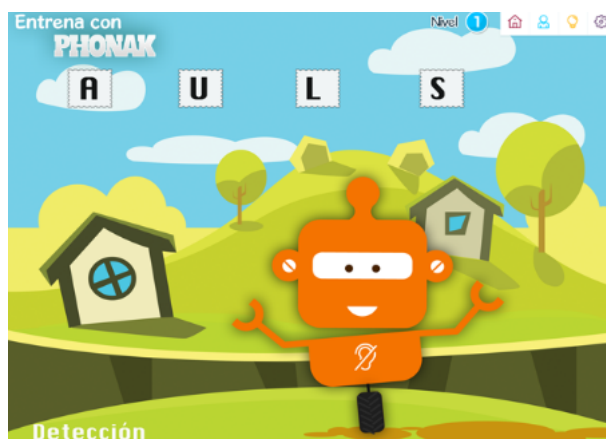 Entrena con
PHONAK
Nivel 1
A U L S
Detección